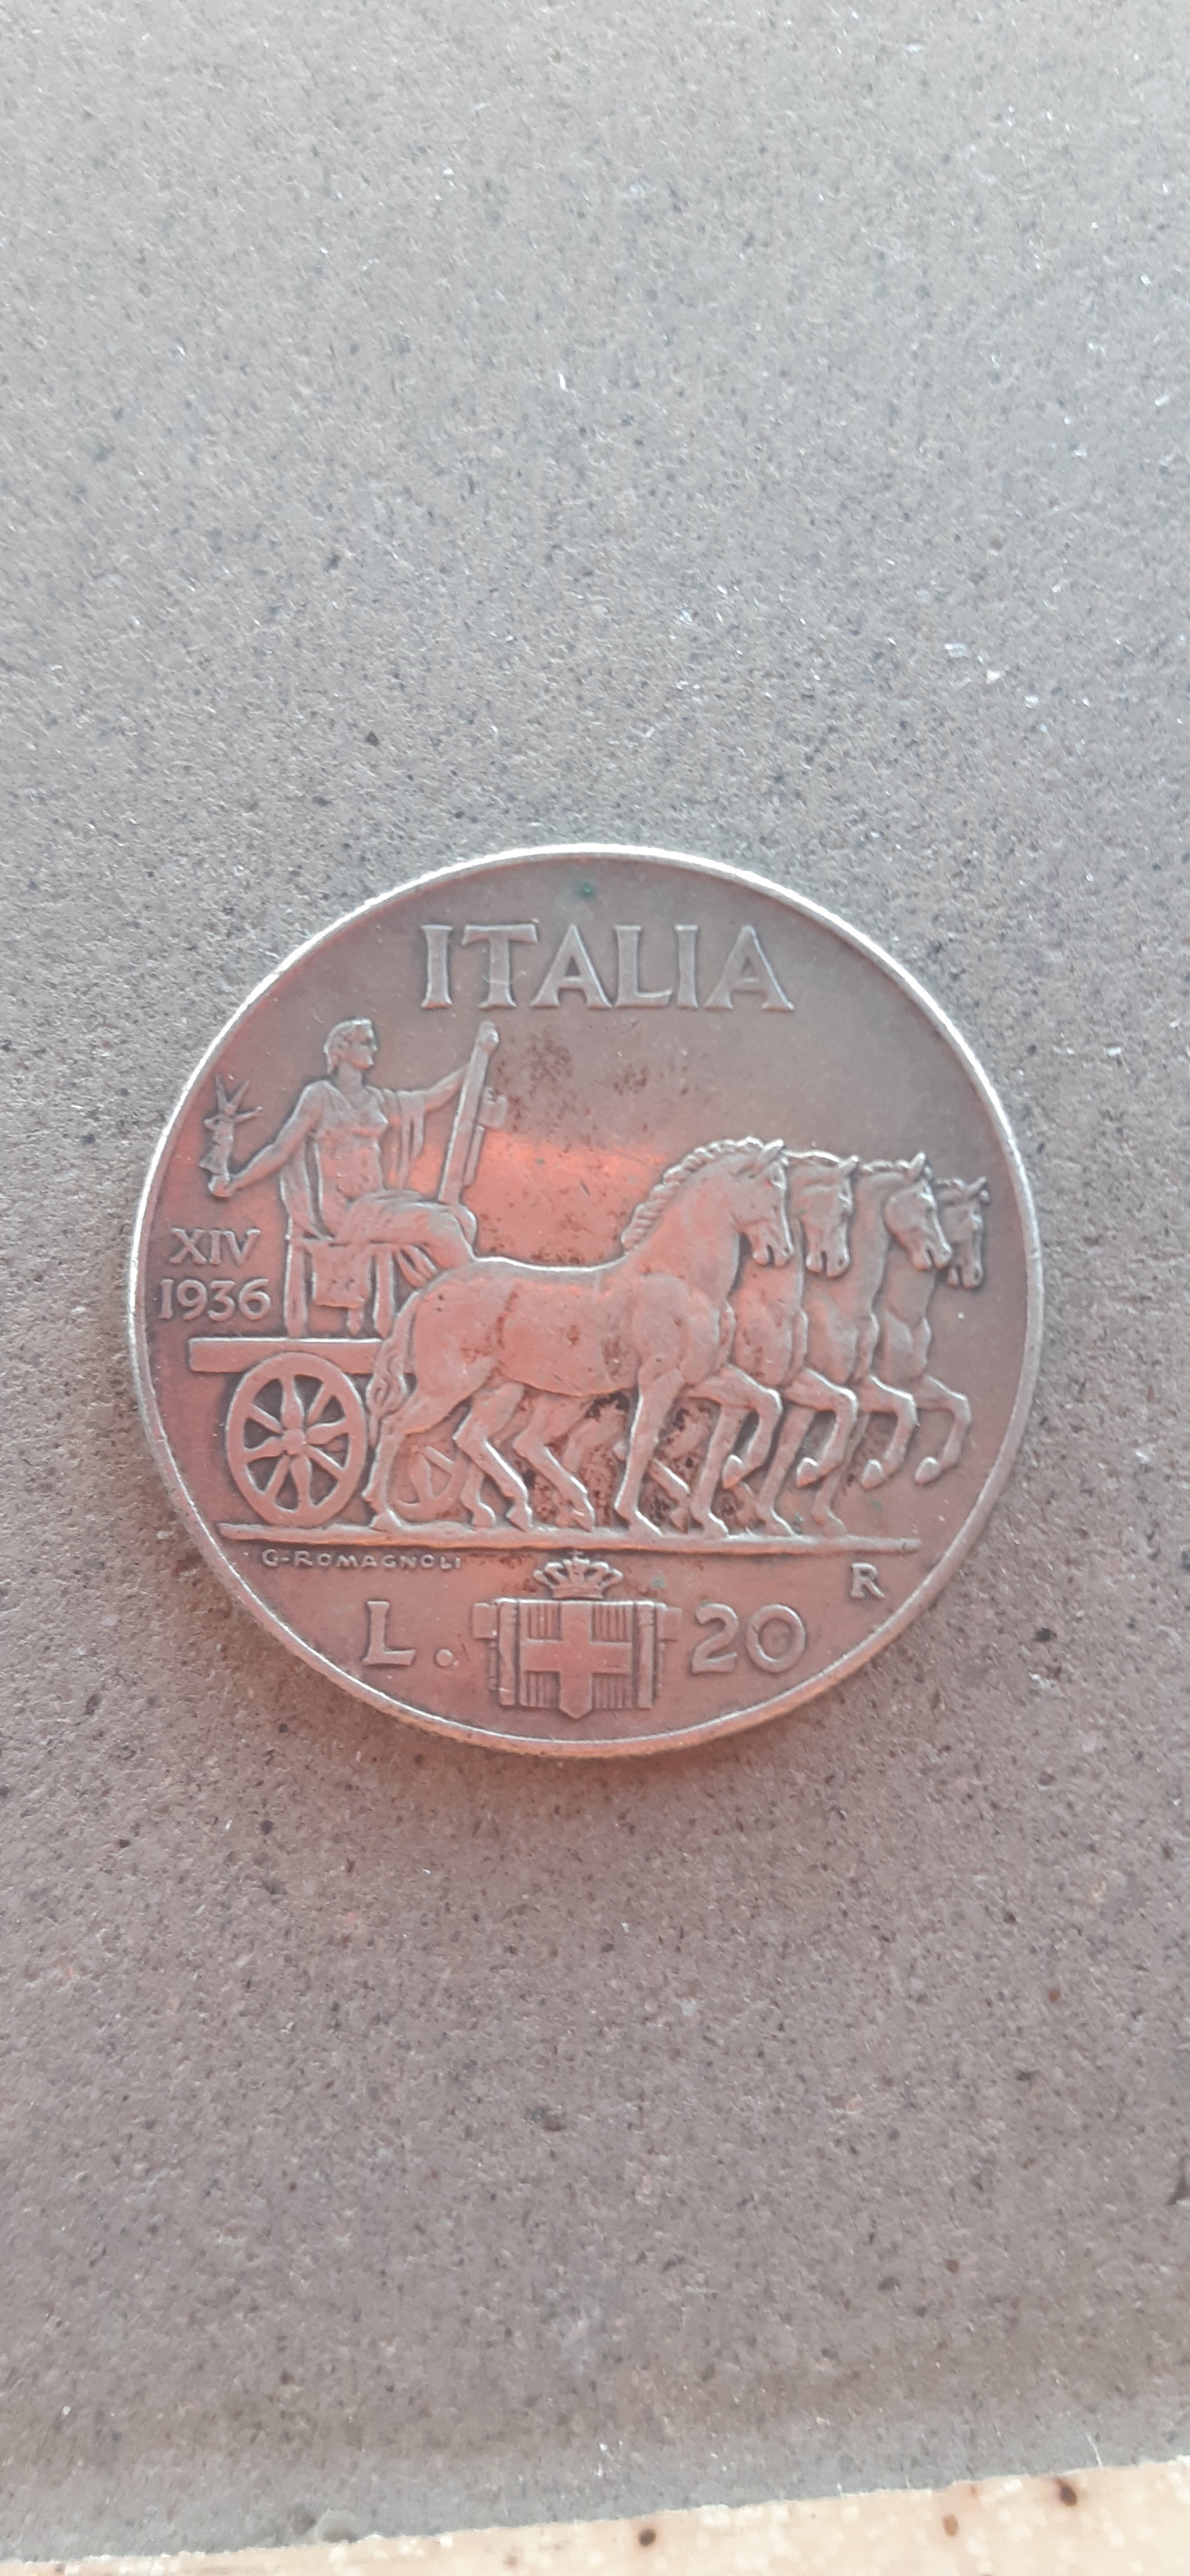 ITALIA
XIV
1936
G-ROMAGNOLI
R
L. 20